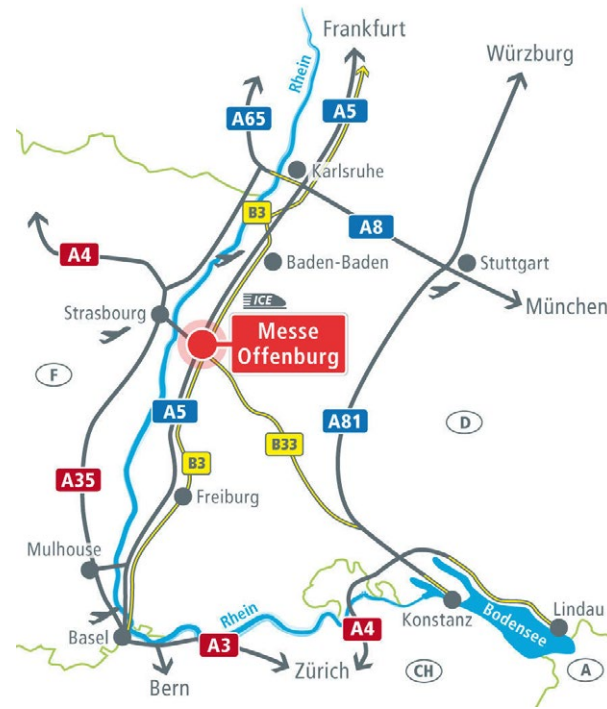 Frankfurt
Würzburg
Rhein
A65
A5
Karlsruhe
B3
A8
A4
Baden-Baden
Stuttgart
ICE
München
Strasbourg
Messe
Offenburg
F
A5
A81
D
B33
A35
B3
Freiburg
Mulhouse
Rhein
Basel
A3
A4
Konstanz
Bodensee
Lindau
Zürich
CH
A
Bern